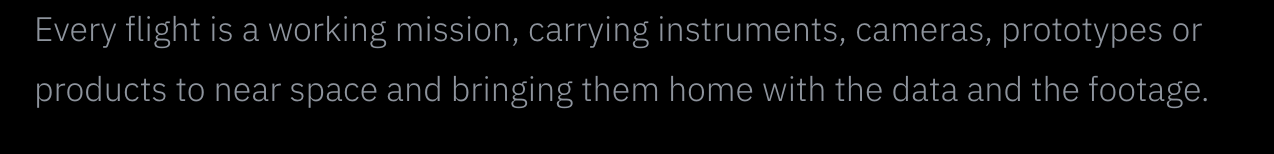 Every flight is a working mission, carrying instruments, cameras, prototypes or
products to near space and bringing them home with the data and the footage.